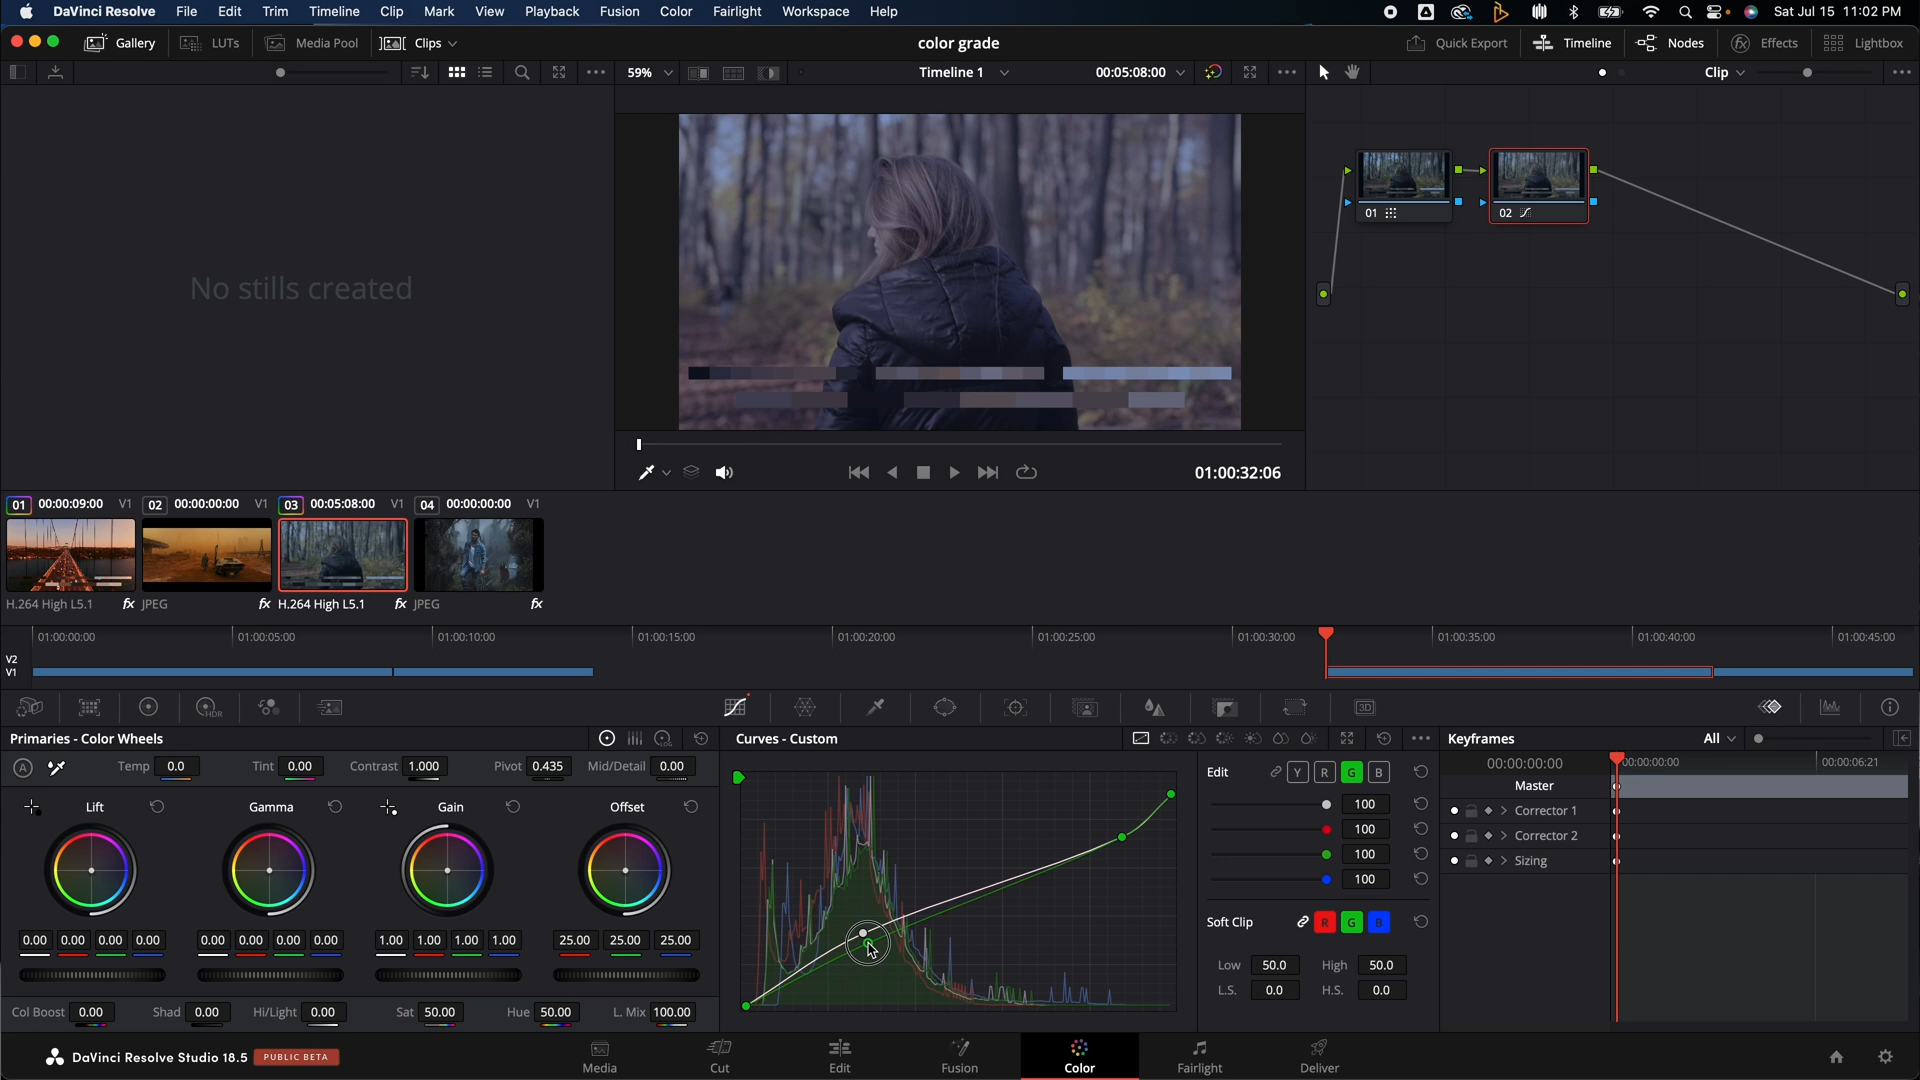 DaVinci Resolve File Edit Trim Timeline Clip Mark View Playback Fusion Color Fairlight Workspace Help Sat Jul 15 11:02 PM
Gallery LUTs Media Pool Clips color grade Quick Export Timeline Nodes Effects Lightbox
59% Timeline 1 00:05:08:00 Clip
No stills created
01 02
01:00:32:06
01 00:00:09:00 V1 02 00:00:00:00 V1 03 00:05:08:00 V1 04 00:00:00:00 V1
H.264 High L5.1 fx JPEG fx H.264 High L5.1 fx JPEG fx
01:00:00:00 01:00:05:00 01:00:10:00 01:00:15:00 01:00:20:00 01:00:25:00 01:00:30:00 01:00:35:00 01:00:40:00 01:00:45:00
V2
V1
HDR 3D
Primaries - Color Wheels LOG Curves - Custom Keyframes All
A Temp 0.0 Tint 0.00 Contrast 1.000 Pivot 0.435 Mid/Detail 0.00 Edit Y R G B 00:00:00:00 00:00:00:00 00:00:06:21
Master
Lift Gamma Gain Offset 100 Corrector 1
100 Corrector 2
100 Sizing
100
Soft Clip R G B
0.00 0.00 0.00 0.00 0.00 0.00 0.00 0.00 1.00 1.00 1.00 1.00 25.00 25.00 25.00
Low 50.0 High 50.0
L.S. 0.0 H.S. 0.0
Col Boost 0.00 Shad 0.00 Hi/Light 0.00 Sat 50.00 Hue 50.00 L. Mix 100.00
DaVinci Resolve Studio 18.5 PUBLIC BETA Media Cut Edit Fusion Color Fairlight Deliver